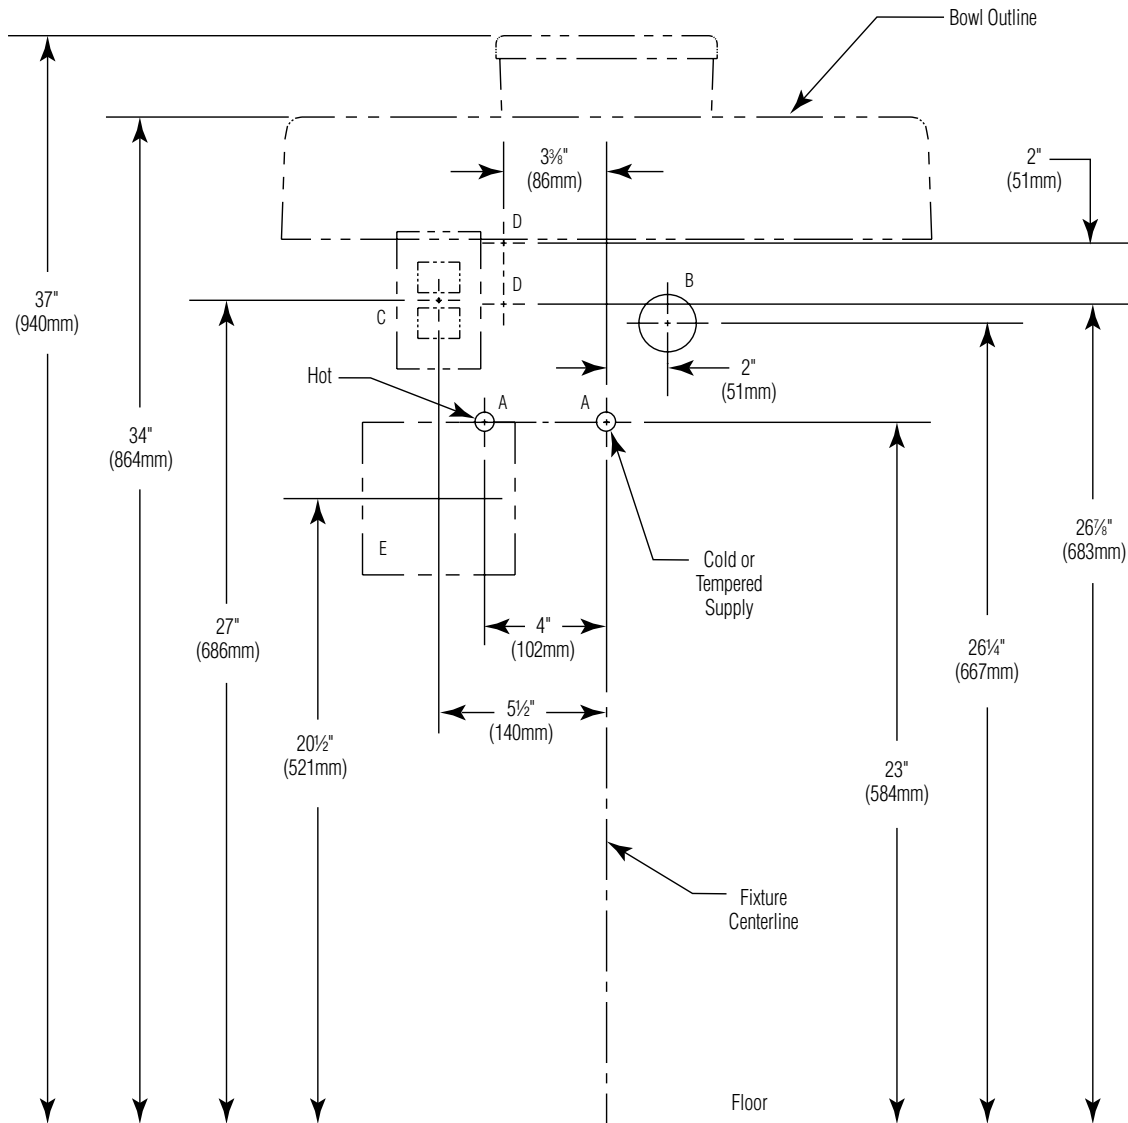 Bowl Outline
3⅜"
(86mm)
2"
(51mm)
D
D
B
37"
(940mm)
C
2"
(51mm)
Hot
A
A
34"
(864mm)
26⅞"
(683mm)
E
Cold or
Tempered
Supply
27"
(686mm)
4"
(102mm)
26¼"
(667mm)
5½"
(140mm)
20½"
(521mm)
23"
(584mm)
Fixture
Centerline
Floor